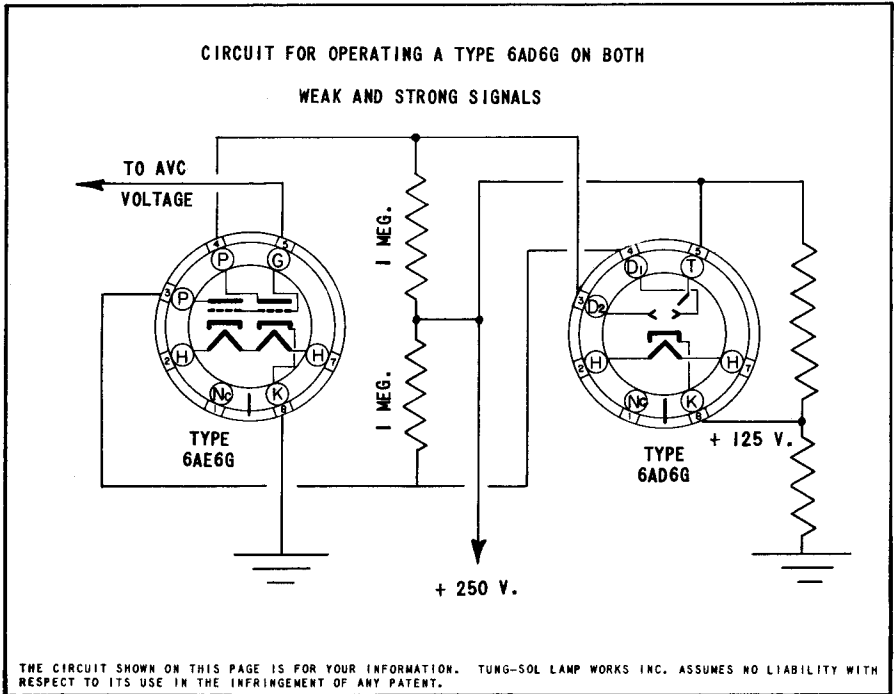 CIRCUIT FOR OPERATING A TYPE 6AD6G ON BOTH
WEAK AND STRONG SIGNALS
TO AVC
VOLTAGE
1 MEG.
1 MEG.
4
P
5
G
3
P
2
H
H
7
NC
1
K
8
TYPE
6AE6G
4
D1
5
T
3
D2
2
H
H
7
NC
1
K
8
+ 125 V.
TYPE
6AD6G
+ 250 V.
THE CIRCUIT SHOWN ON THIS PAGE IS FOR YOUR INFORMATION. TUNG-SOL LAMP WORKS INC. ASSUMES NO LIABILITY WITH
RESPECT TO ITS USE IN THE INFRINGEMENT OF ANY PATENT.